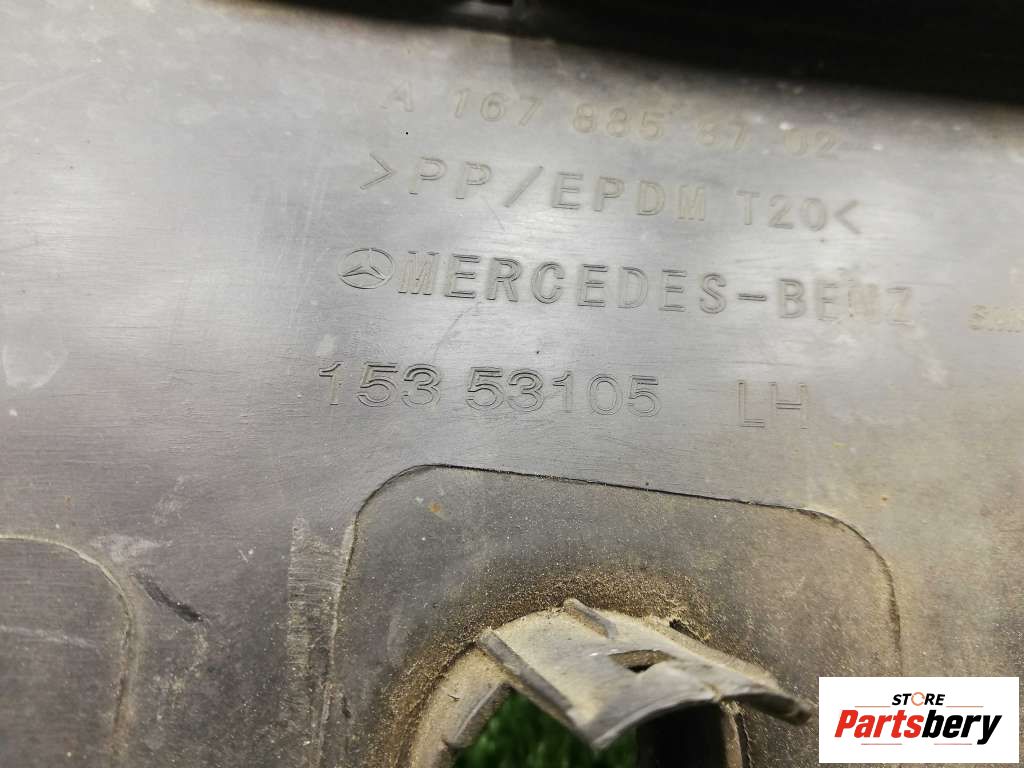 A 167 885 87 02
>PP/EPDM T20<
MERCEDES-BENZ
153 53105 LH
STORE
Partsbery